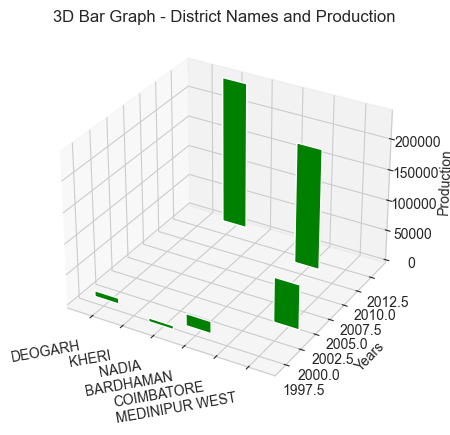 3D Bar Graph - District Names and Production
200000
150000
100000
50000
0
Production
2012.5
2010.0
2007.5
2005.0
2002.5
2000.0
1997.5
Years
DEOGARH
KHERI
NADIA
BARDHAMAN
COIMBATORE
MEDINIPUR WEST